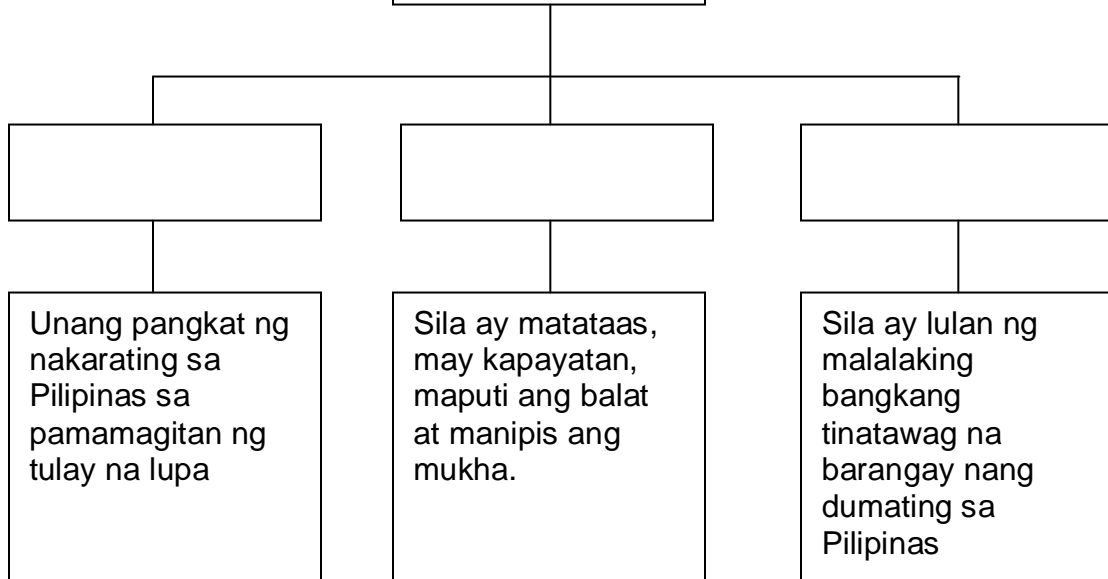 Unang pangkat ng
nakarating sa
Pilipinas sa
pamamagitan ng
tulay na lupa
Sila ay matataas,
may kapayatan,
maputi ang balat
at manipis ang
mukha.
Sila ay lulan ng
malalaking
bangkang
tinatawag na
barangay nang
dumating sa
Pilipinas